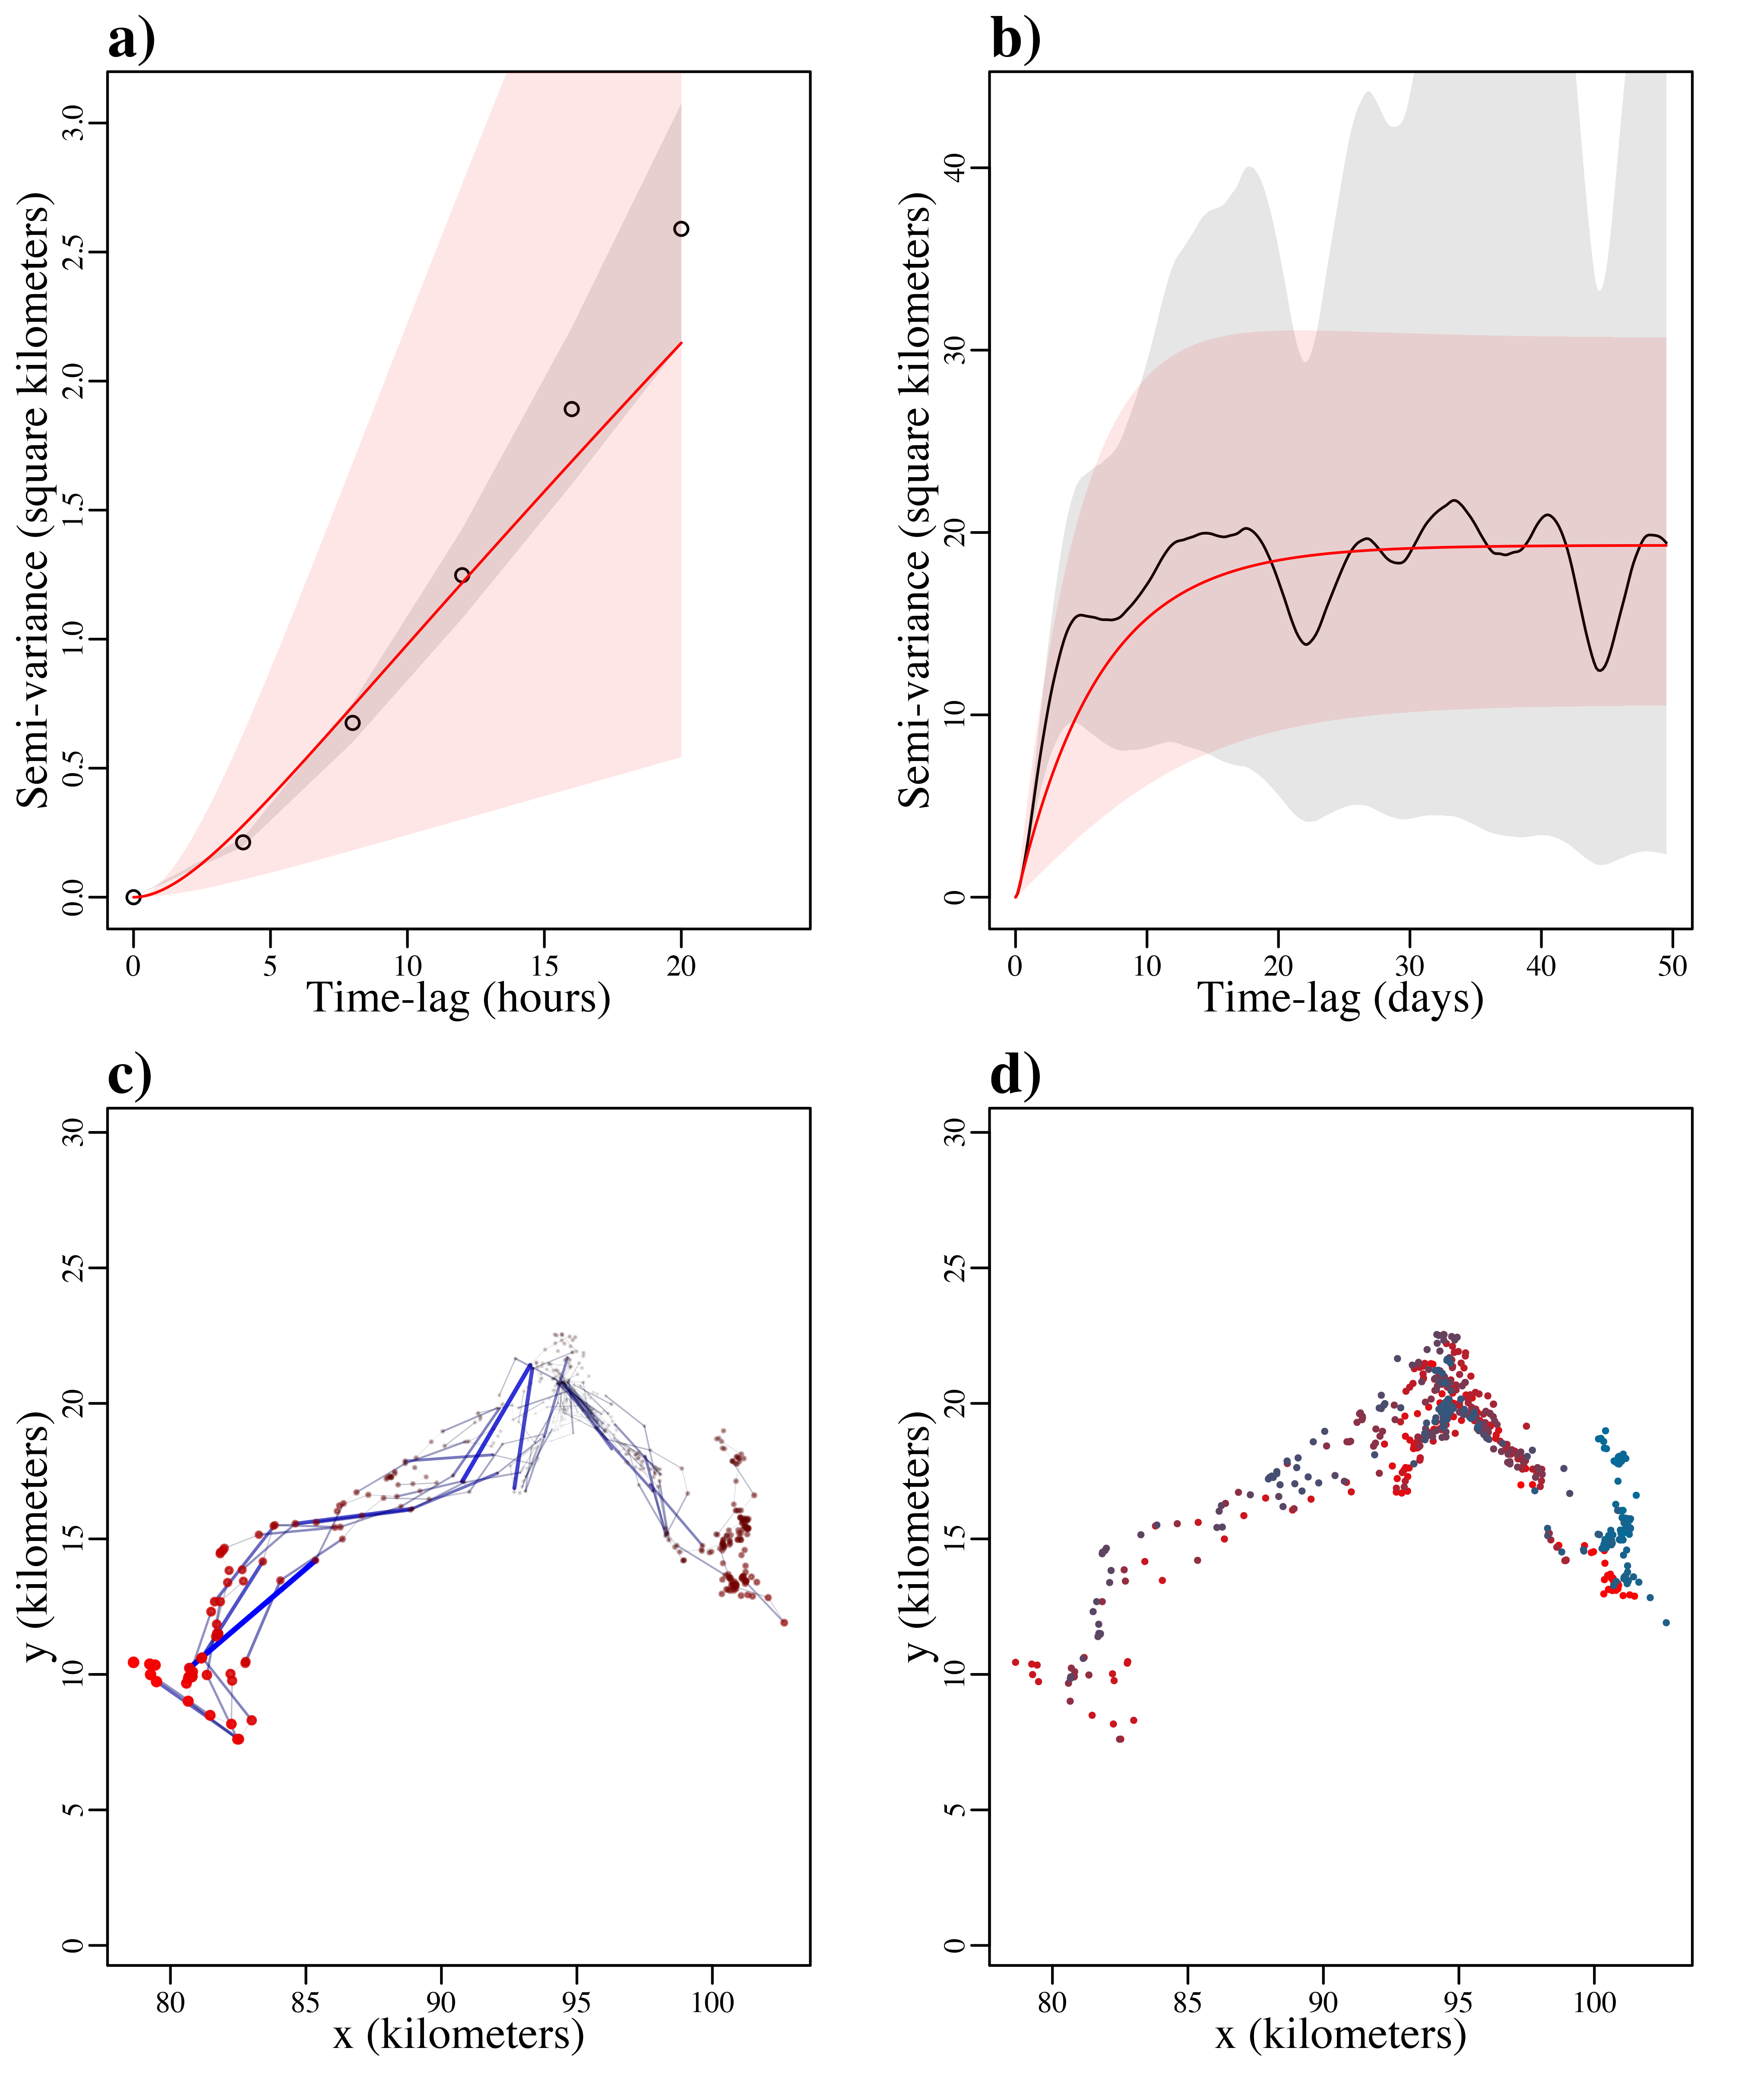 a)
Semi-variance (square kilometers)
0.0 0.5 1.0 1.5 2.0 2.5 3.0
0 5 10 15 20
Time-lag (hours)
b)
Semi-variance (square kilometers)
0 10 20 30 40
0 10 20 30 40 50
Time-lag (days)
c)
y (kilometers)
0 5 10 15 20 25 30
80 85 90 95 100
x (kilometers)
d)
y (kilometers)
0 5 10 15 20 25 30
80 85 90 95 100
x (kilometers)